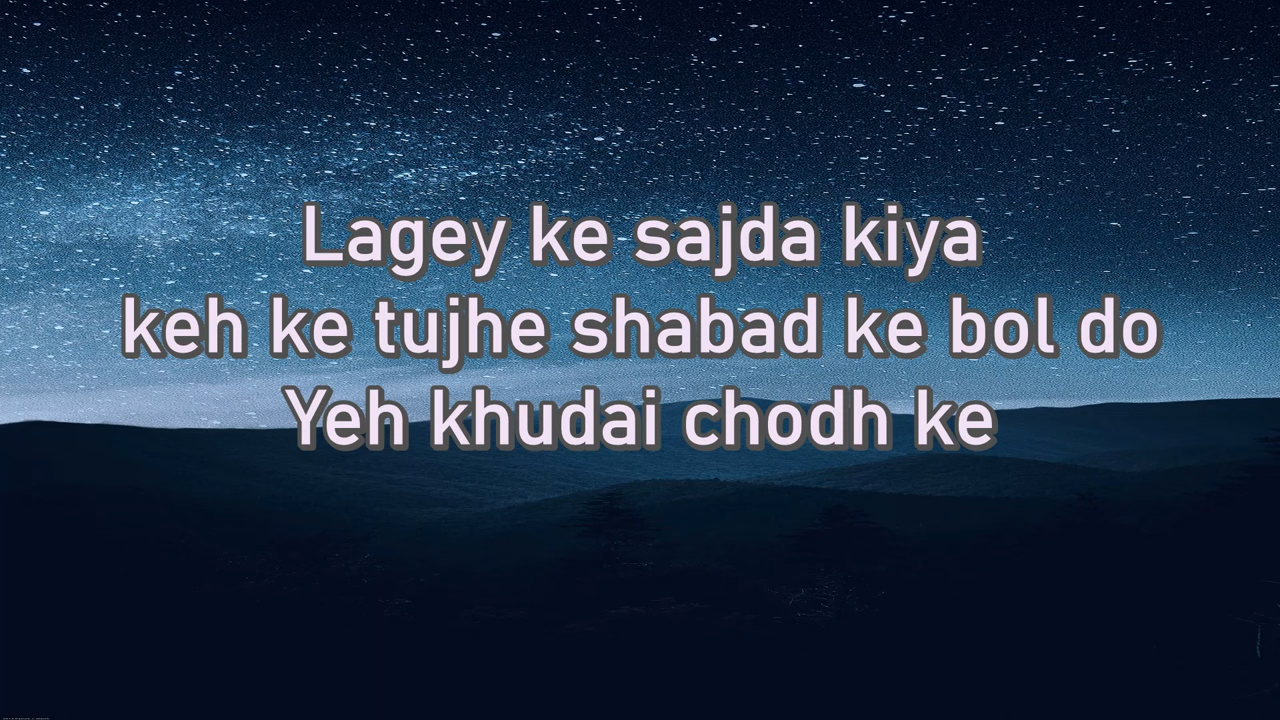 Lagey ke sajda kiya
keh ke tujhe shabad ke bol do
Yeh khudai chodh ke